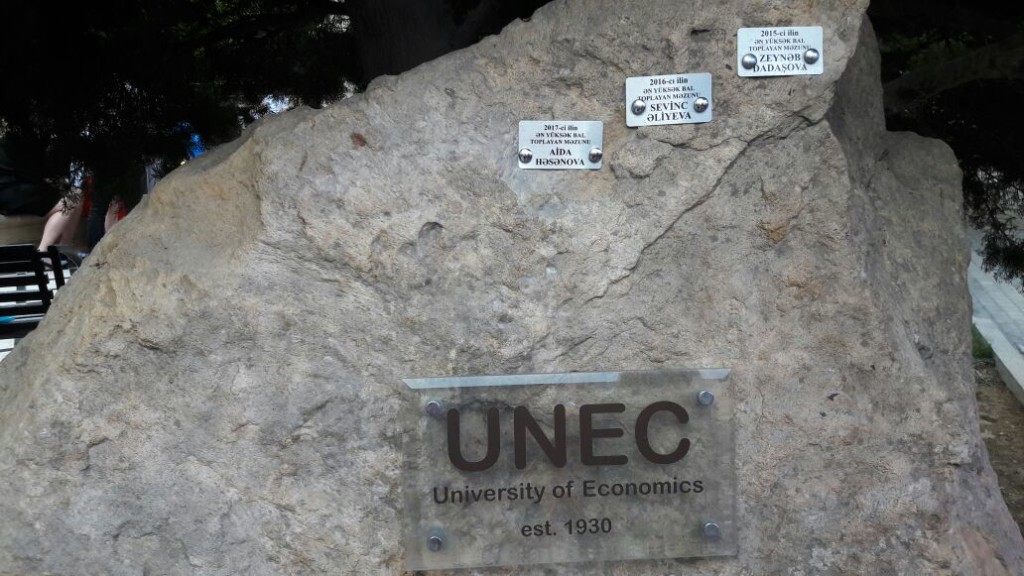 2015-ci ilin
ƏN YÜKSƏK BAL
TOPLAYAN MƏZUNU
ZEYNƏB
DADAŞOVA
2016-cı ilin
ƏN YÜKSƏK BAL
TOPLAYAN MƏZUNU
SEVİNC
ƏLİYEVA
2017-ci ilin
ƏN YÜKSƏK BAL
TOPLAYAN MƏZUNU
AİDA
HƏSƏNOVA
UNEC
University of Economics
est. 1930